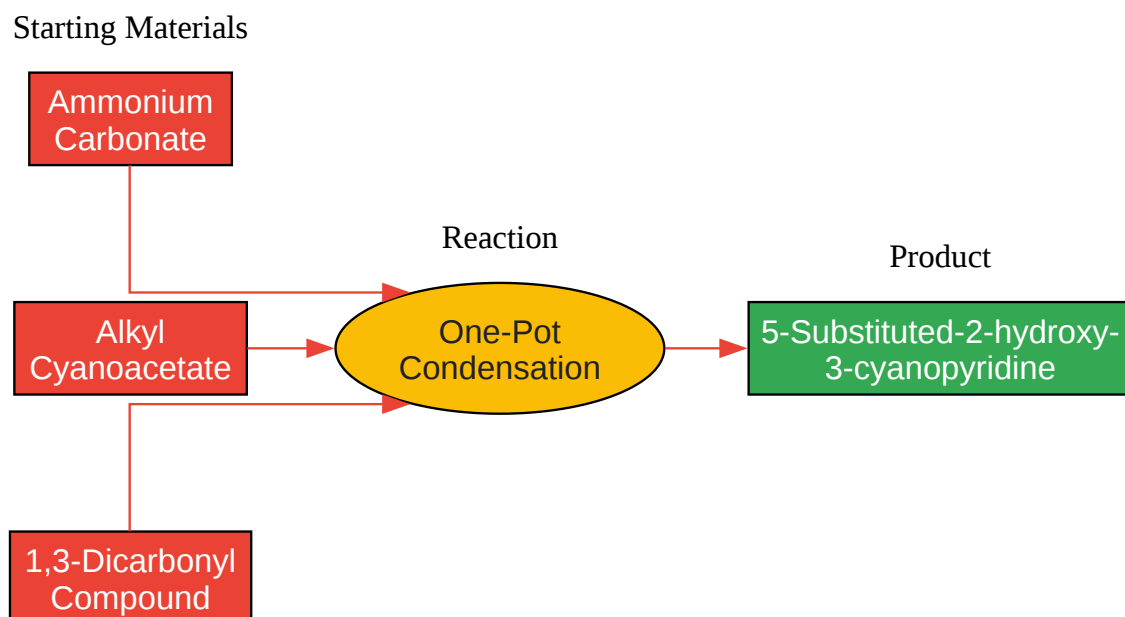 Starting Materials
Ammonium
Carbonate
Reaction
Product
Alkyl
Cyanoacetate
One-Pot
Condensation
5-Substituted-2-hydroxy-
3-cyanopyridine
1,3-Dicarbonyl
Compound